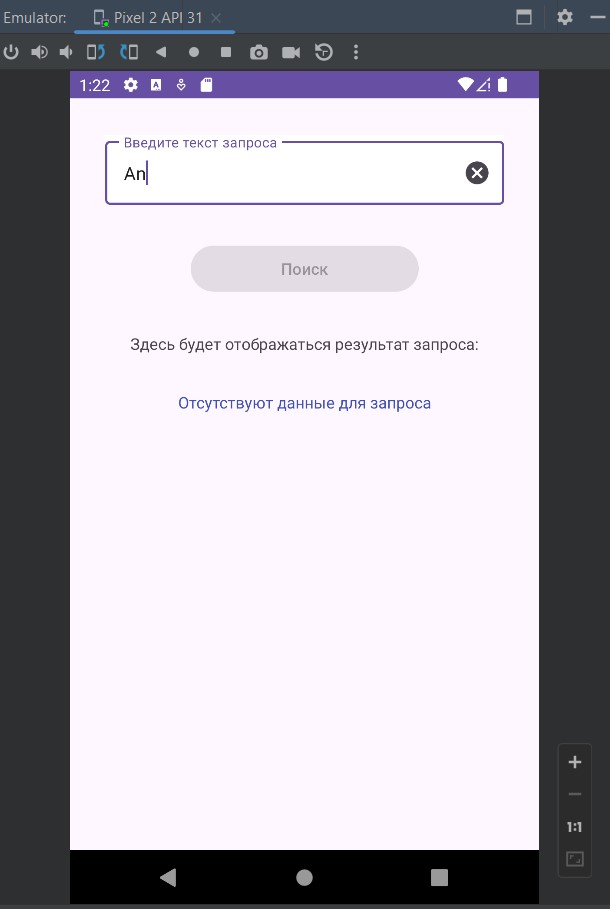 Emulator: Pixel 2 API 31
1:22
Введите текст запроса
An
Поиск
Здесь будет отображаться результат запроса:
Отсутствуют данные для запроса
1:1